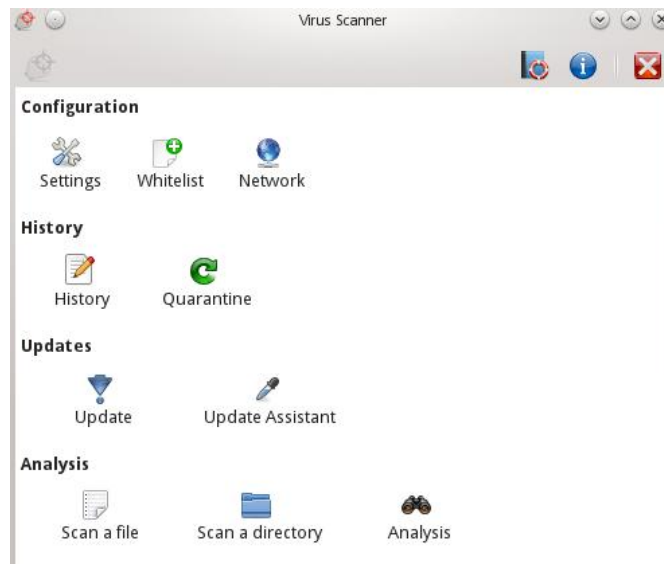 Virus Scanner
Configuration
Settings Whitelist Network
History
History Quarantine
Updates
Update Update Assistant
Analysis
Scan a file Scan a directory Analysis